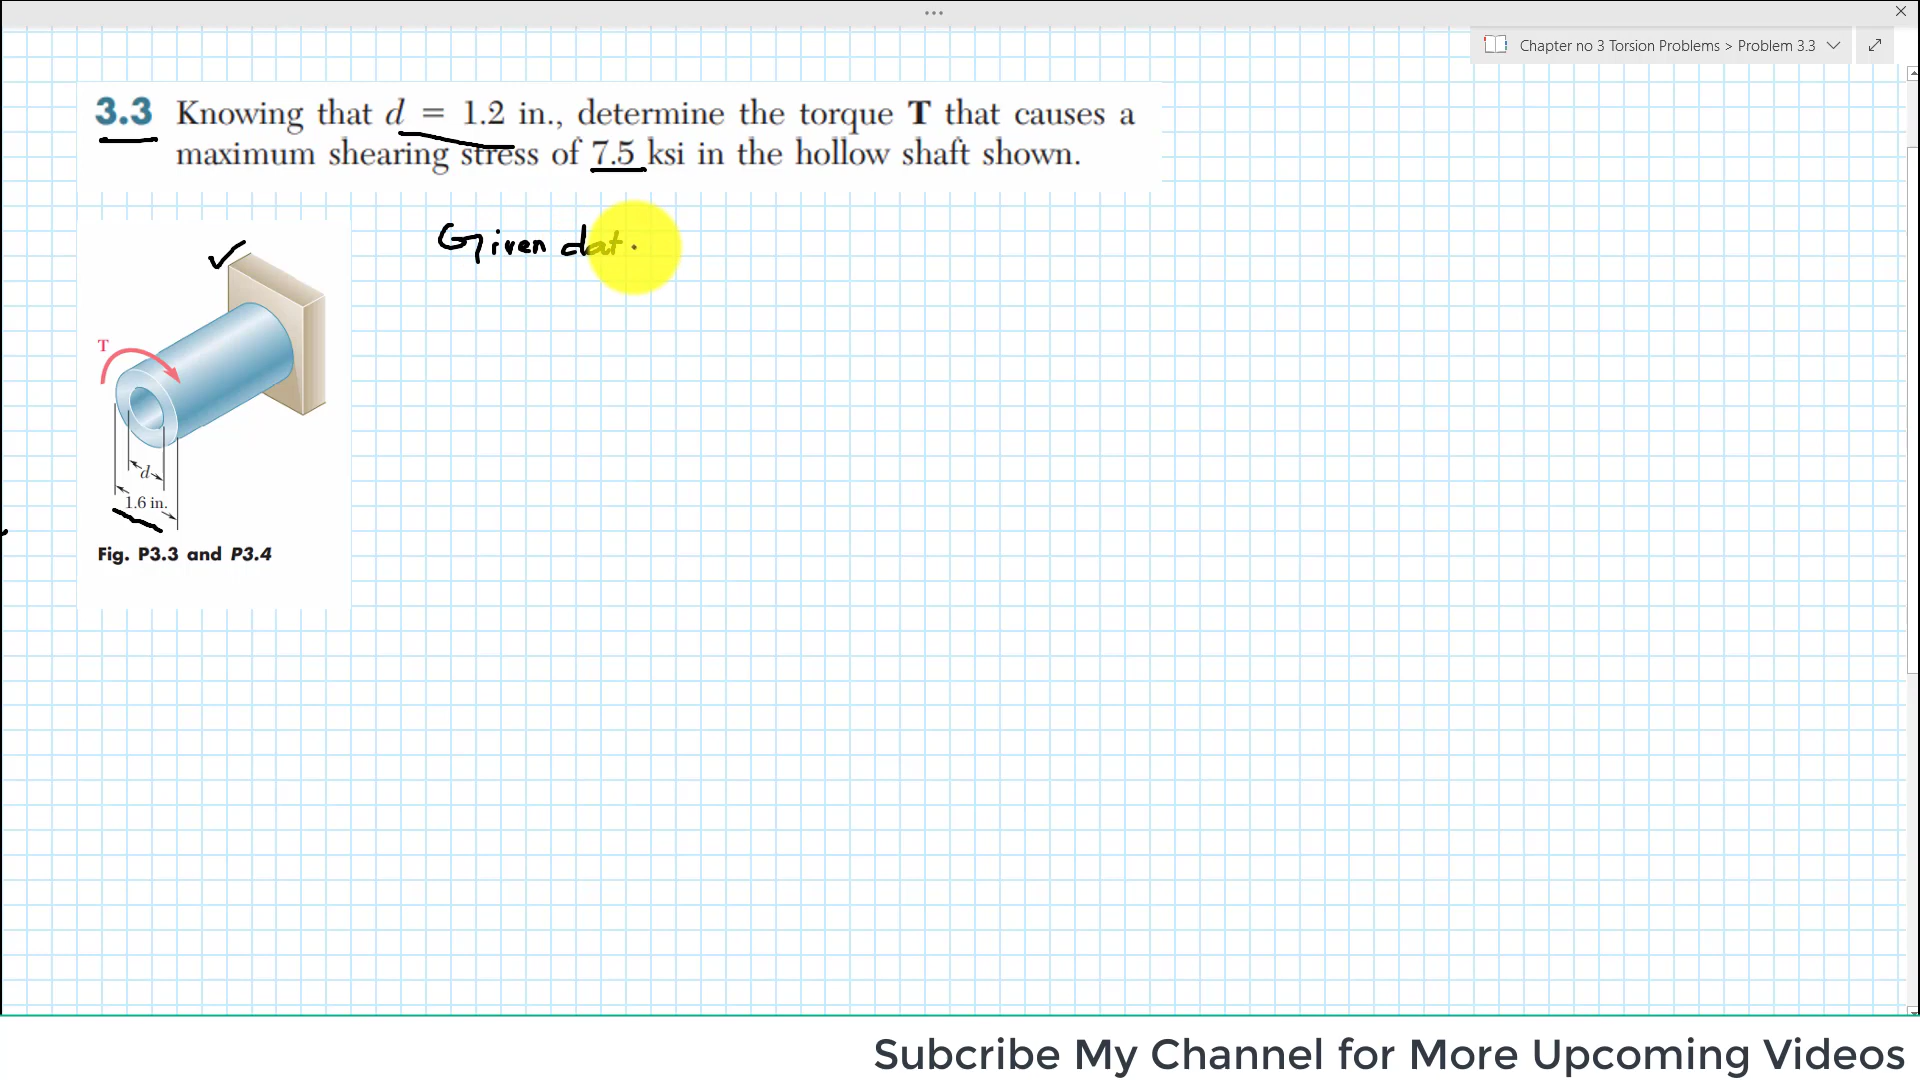 ...
Chapter no 3 Torsion Problems > Problem 3.3
3.3 Knowing that d = 1.2 in., determine the torque T that causes a
maximum shearing stress of 7.5 ksi in the hollow shaft shown.
Given dat
T
d
1.6 in.
Fig. P3.3 and P3.4
Subcribe My Channel for More Upcoming Videos